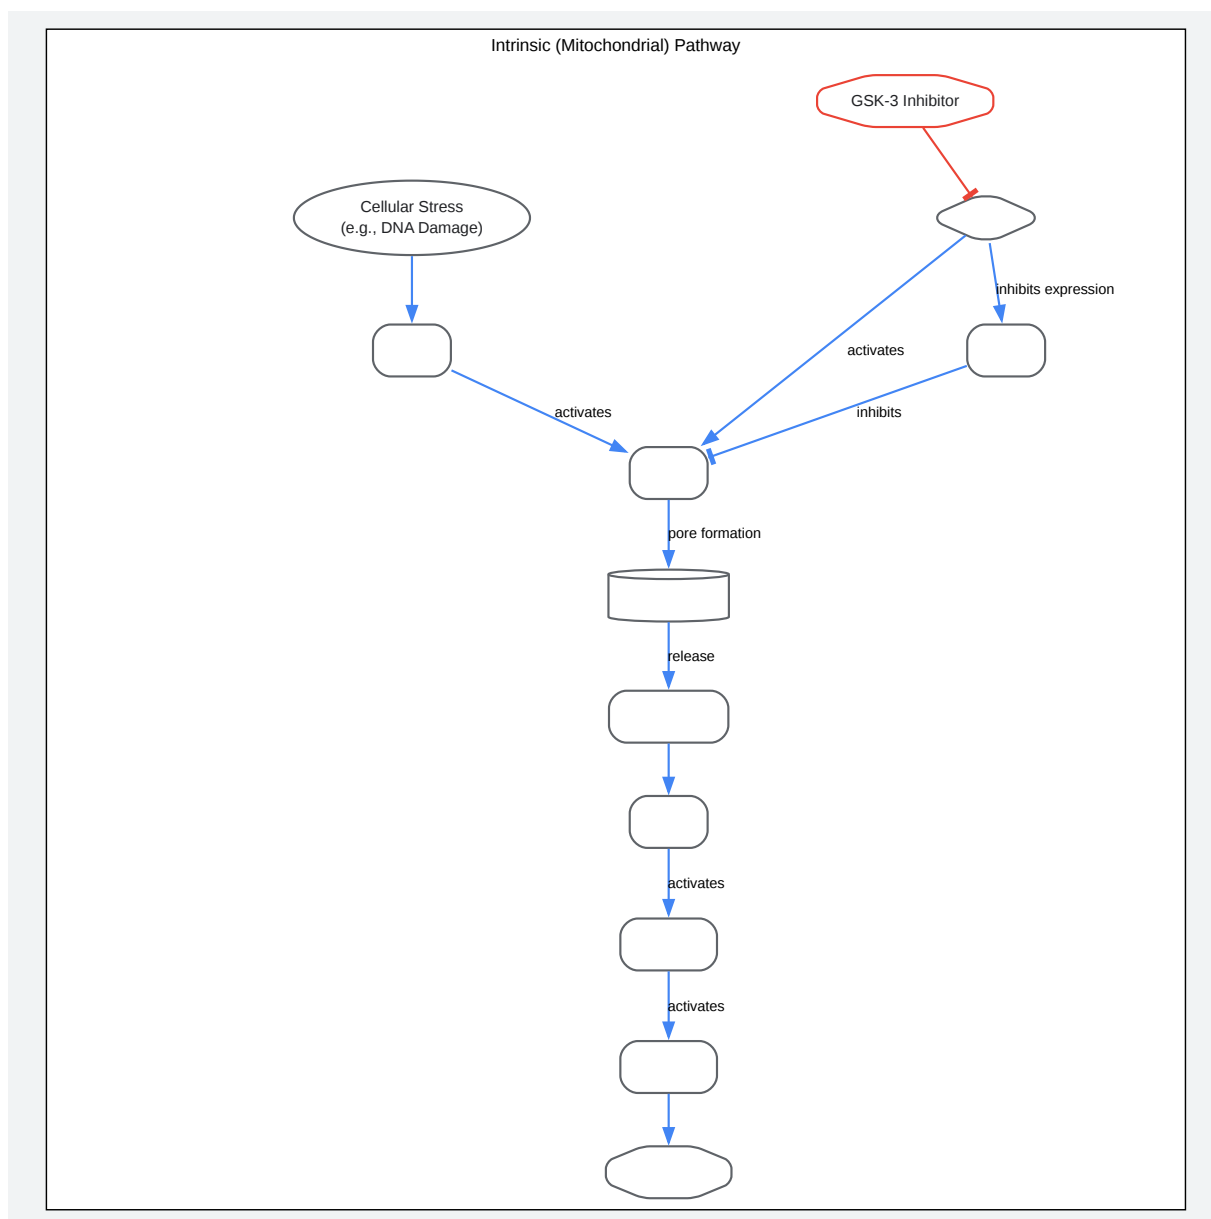 Intrinsic (Mitochondrial) Pathway
GSK-3 Inhibitor
Cellular Stress
(e.g., DNA Damage)
inhibits expression
activates
activates
inhibits
pore formation
release
activates
activates